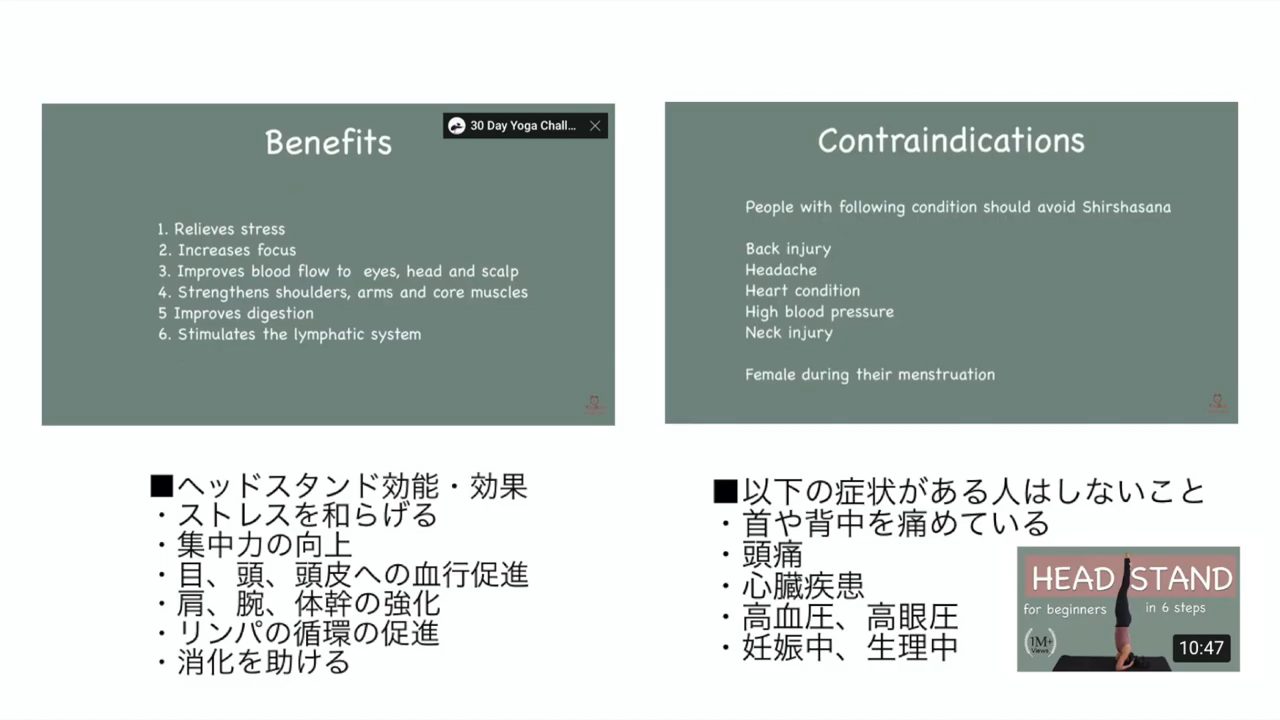 Benefits
30 Day Yoga Chall...
1. Relieves stress
2. Increases focus
3. Improves blood flow to eyes, head and scalp
4. Strengthens shoulders, arms and core muscles
5 Improves digestion
6. Stimulates the lymphatic system
Contraindications
People with following condition should avoid Shirshasana
Back injury
Headache
Heart condition
High blood pressure
Neck injury
Female during their menstruation
■ヘッドスタンド効能・効果
・ストレスを和らげる
・集中力の向上
・目、頭、頭皮への血行促進
・肩、腕、体幹の強化
・リンパの循環の促進
・消化を助ける
■以下の症状がある人はしないこと
・首や背中を痛めている
・頭痛
・心臓疾患
・高血圧、高眼圧
・妊娠中、生理中
HEAD STAND
for beginners in 6 steps
1M+
Views
10:47